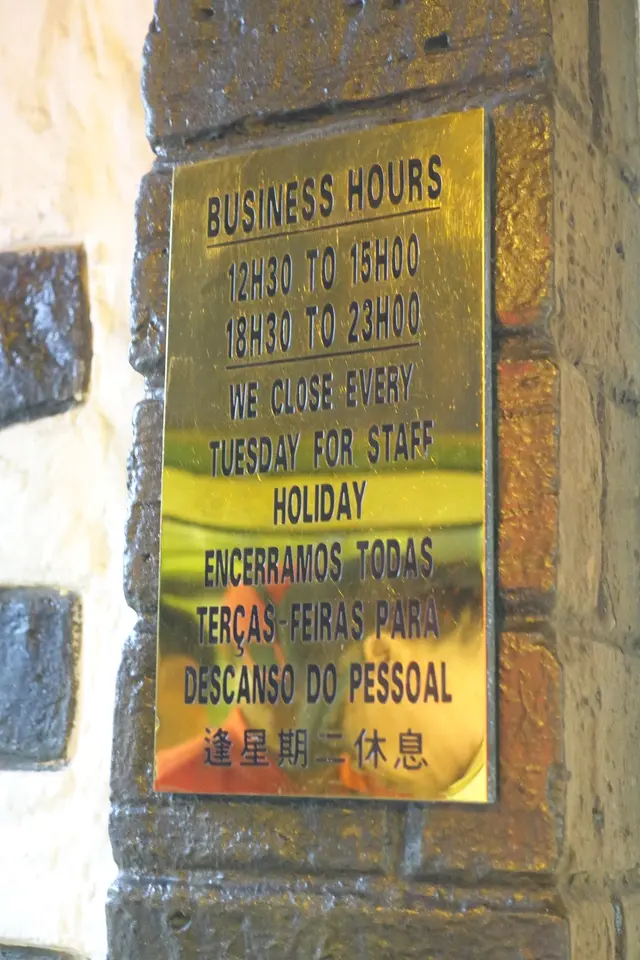 BUSINESS HOURS
12H30 TO 15H00
18H30 TO 23H00
WE CLOSE EVERY
TUESDAY FOR STAFF
HOLIDAY
ENCERRAMOS TODAS
TERÇAS-FEIRAS PARA
DESCANSO DO PESSOAL
逢星期二休息